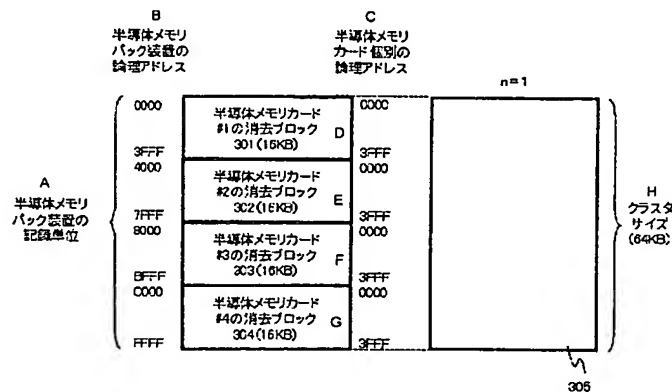 B
半導体メモリ
パック装置の
論理アドレス
C
半導体メモリ
カード個別の
論理アドレス
n=1
A
半導体メモリ
パック装置の
記録単位
0000
3FFF
4000
7FFF
8000
BFFF
C000
FFFF
半導体メモリカード
#1の消去ブロック
301(16KB)
D
半導体メモリカード
#2の消去ブロック
302(16KB)
E
半導体メモリカード
#3の消去ブロック
303(16KB)
F
半導体メモリカード
#4の消去ブロック
304(16KB)
G
0000
3FFF
0000
3FFF
0000
3FFF
0000
3FFF
H
クラスタ
サイズ
(64KB)
305